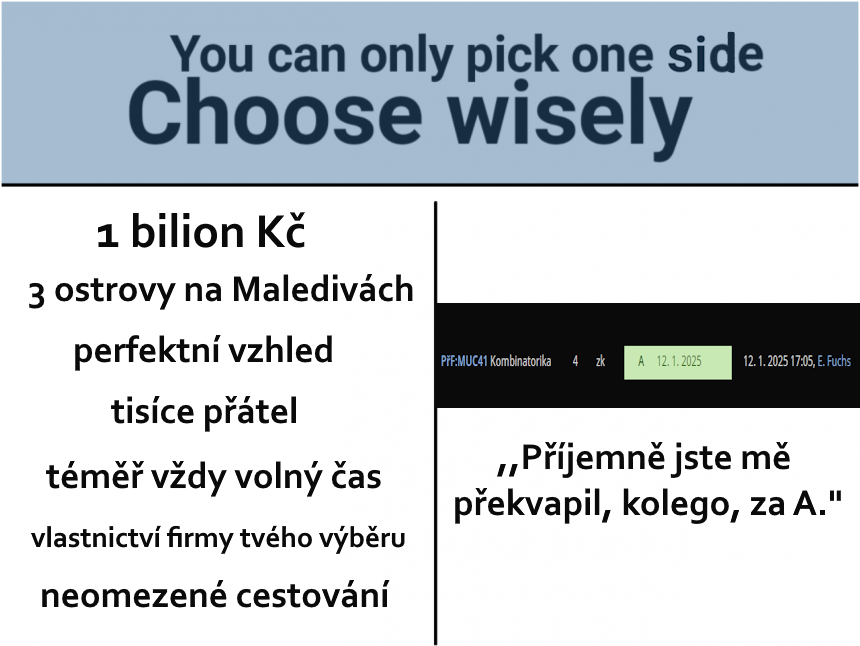 You can only pick one side
Choose wisely
1 bilion Kč
3 ostrovy na Maledivách
perfektní vzhled
tisíce přátel
téměř vždy volný čas
vlastnictví firmy tvého výběru
neomezené cestování
PřF:MUC41 Kombinatorika 4 zk A 12. 1. 2025 12. 1. 2025 17:05, E. Fuchs
,,Příjemně jste mě
překvapil, kolego, za A."